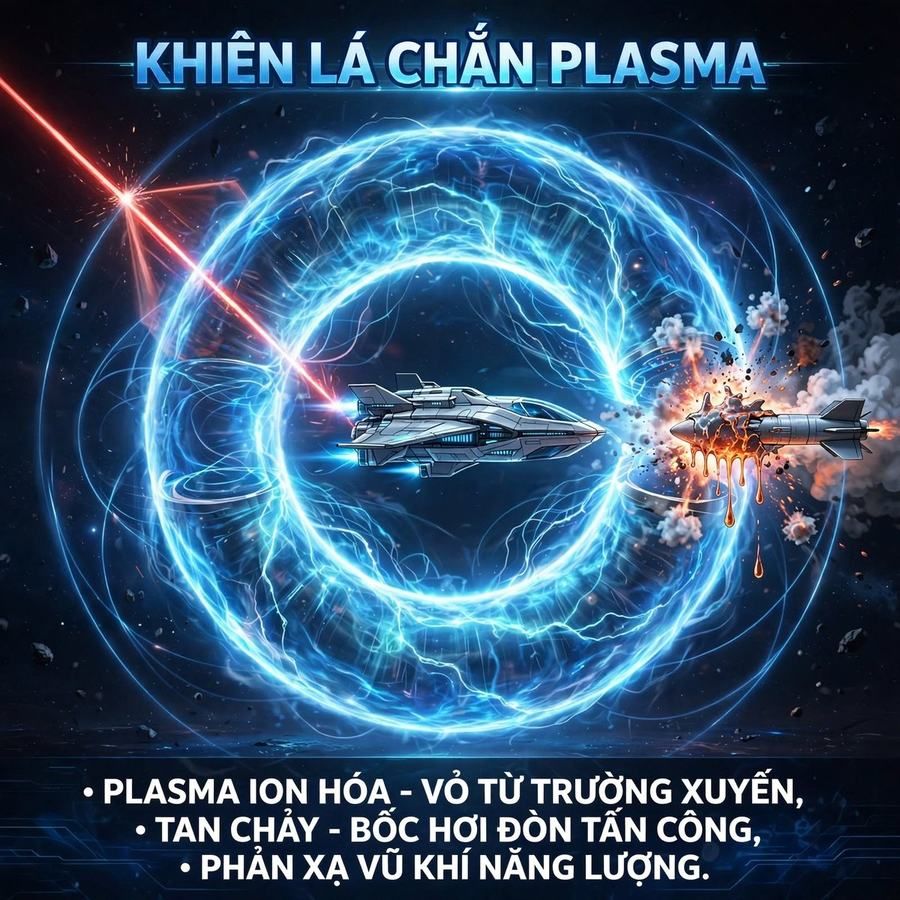 KHIÊN LÁ CHẮN PLASMA
• PLASMA ION HÓA - VỎ TỪ TRƯỜNG XUYẾN,
• TAN CHẢY - BỐC HƠI ĐÒN TẤN CÔNG,
• PHẢN XẠ VŨ KHÍ NĂNG LƯỢNG.